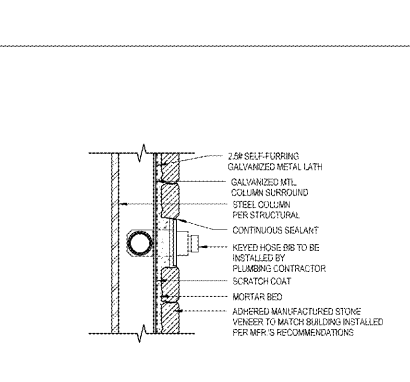 2.5# SELF-FURRING
GALVANIZED METAL LATH
GALVANIZED MTL.
COLUMN SURROUND
STEEL COLUMN
PER STRUCTURAL
CONTINUOUS SEALANT
KEYED HOSE BIB TO BE
INSTALLED BY
PLUMBING CONTRACTOR
SCRATCH COAT
MORTAR BED
ADHERED MANUFACTURED STONE
VENEER TO MATCH BUILDING INSTALLED
PER MFR.'S RECOMMENDATIONS